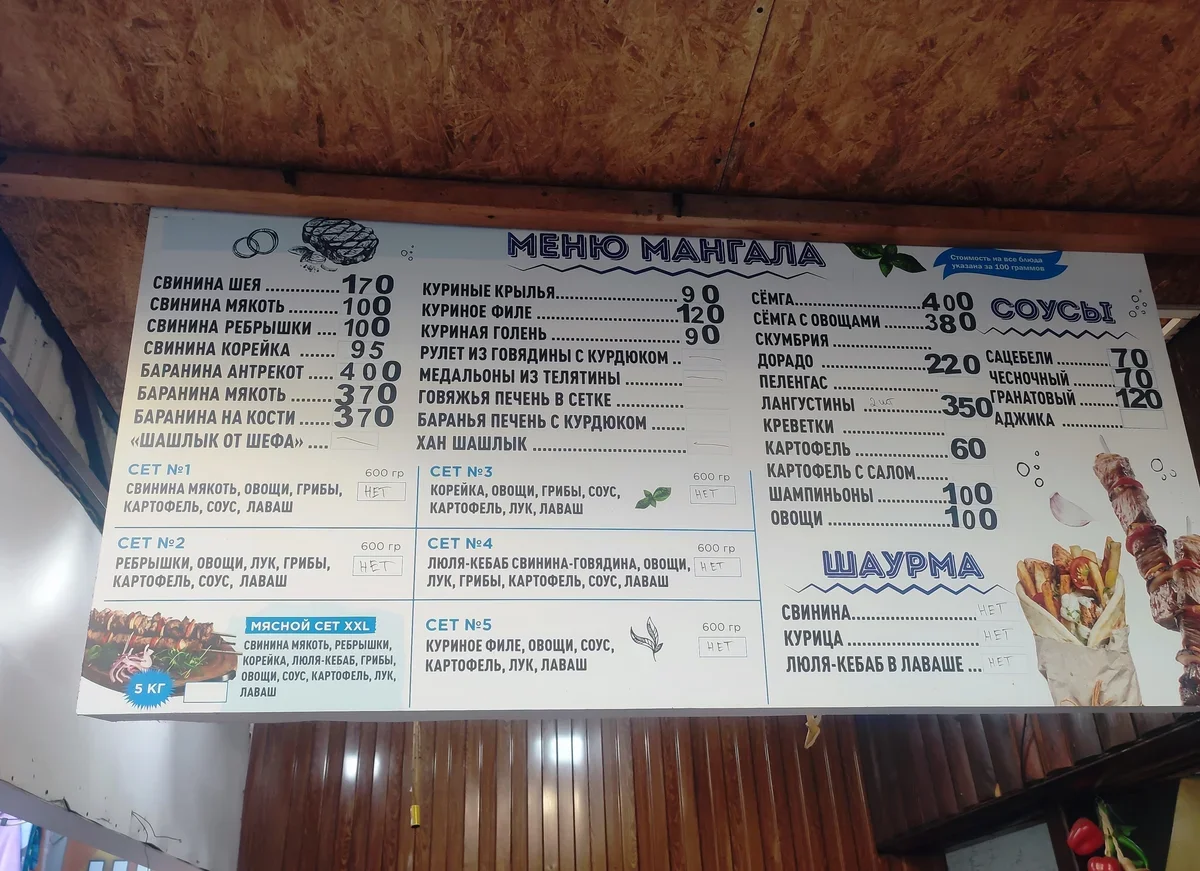 МЕНЮ МАНГАЛА
Стоимость на все блюда
указана за 100 граммов
СВИНИНА ШЕЯ ............ 170
СВИНИНА МЯКОТЬ ....... 100
СВИНИНА РЕБРЫШКИ .... 100
СВИНИНА КОРЕЙКА ....... 95
БАРАНИНА АНТРЕКОТ ..... 400
БАРАНИНА МЯКОТЬ ........ 370
БАРАНИНА НА КОСТИ ...... 370
«ШАШЛЫК ОТ ШЕФА» ....
КУРИНЫЕ КРЫЛЬЯ........................ 90
КУРИНОЕ ФИЛЕ ........................... 120
КУРИНАЯ ГОЛЕНЬ ........................ 90
РУЛЕТ ИЗ ГОВЯДИНЫ С КУРДЮКОМ ..
МЕДАЛЬОНЫ ИЗ ТЕЛЯТИНЫ ...........
ГОВЯЖЬЯ ПЕЧЕНЬ В СЕТКЕ .............
БАРАНЬЯ ПЕЧЕНЬ С КУРДЮКОМ ......
ХАН ШАШЛЫК ............................
СЁМГА....................... 400
СЁМГА С ОВОЩАМИ ....... 380
СКУМБРИЯ ....................
ДОРАДО ..................... 220
ПЕЛЕНГАС ....................
ЛАНГУСТИНЫ 2 шт ............ 350
КРЕВЕТКИ ....................
КАРТОФЕЛЬ .................. 60
КАРТОФЕЛЬ С САЛОМ......
ШАМПИНЬОНЫ .............. 100
ОВОЩИ ....................... 100
СОУСЫ
САЦЕБЕЛИ .......... 70
ЧЕСНОЧНЫЙ ....... 70
ГРАНАТОВЫЙ ...... 120
АДЖИКА .............
СЕТ №1
600 гр
СВИНИНА МЯКОТЬ, ОВОЩИ, ГРИБЫ,
КАРТОФЕЛЬ, СОУС, ЛАВАШ
НЕТ
СЕТ №2
600 гр
РЕБРЫШКИ, ОВОЩИ, ЛУК, ГРИБЫ,
КАРТОФЕЛЬ, СОУС, ЛАВАШ
НЕТ
МЯСНОЙ СЕТ XXL
СВИНИНА МЯКОТЬ, РЕБРЫШКИ,
КОРЕЙКА, ЛЮЛЯ-КЕБАБ, ГРИБЫ,
ОВОЩИ, СОУС, КАРТОФЕЛЬ, ЛУК,
ЛАВАШ
5 КГ
СЕТ №3
600 гр
КОРЕЙКА, ОВОЩИ, ГРИБЫ, СОУС,
КАРТОФЕЛЬ, ЛУК, ЛАВАШ
НЕТ
СЕТ №4
600 гр
ЛЮЛЯ-КЕБАБ СВИНИНА-ГОВЯДИНА, ОВОЩИ,
ЛУК, ГРИБЫ, КАРТОФЕЛЬ, СОУС, ЛАВАШ
НЕТ
СЕТ №5
600 гр
КУРИНОЕ ФИЛЕ, ОВОЩИ, СОУС,
КАРТОФЕЛЬ, ЛУК, ЛАВАШ
НЕТ
ШАУРМА
СВИНИНА....................... НЕТ
КУРИЦА ........................ НЕТ
ЛЮЛЯ-КЕБАБ В ЛАВАШЕ ... НЕТ